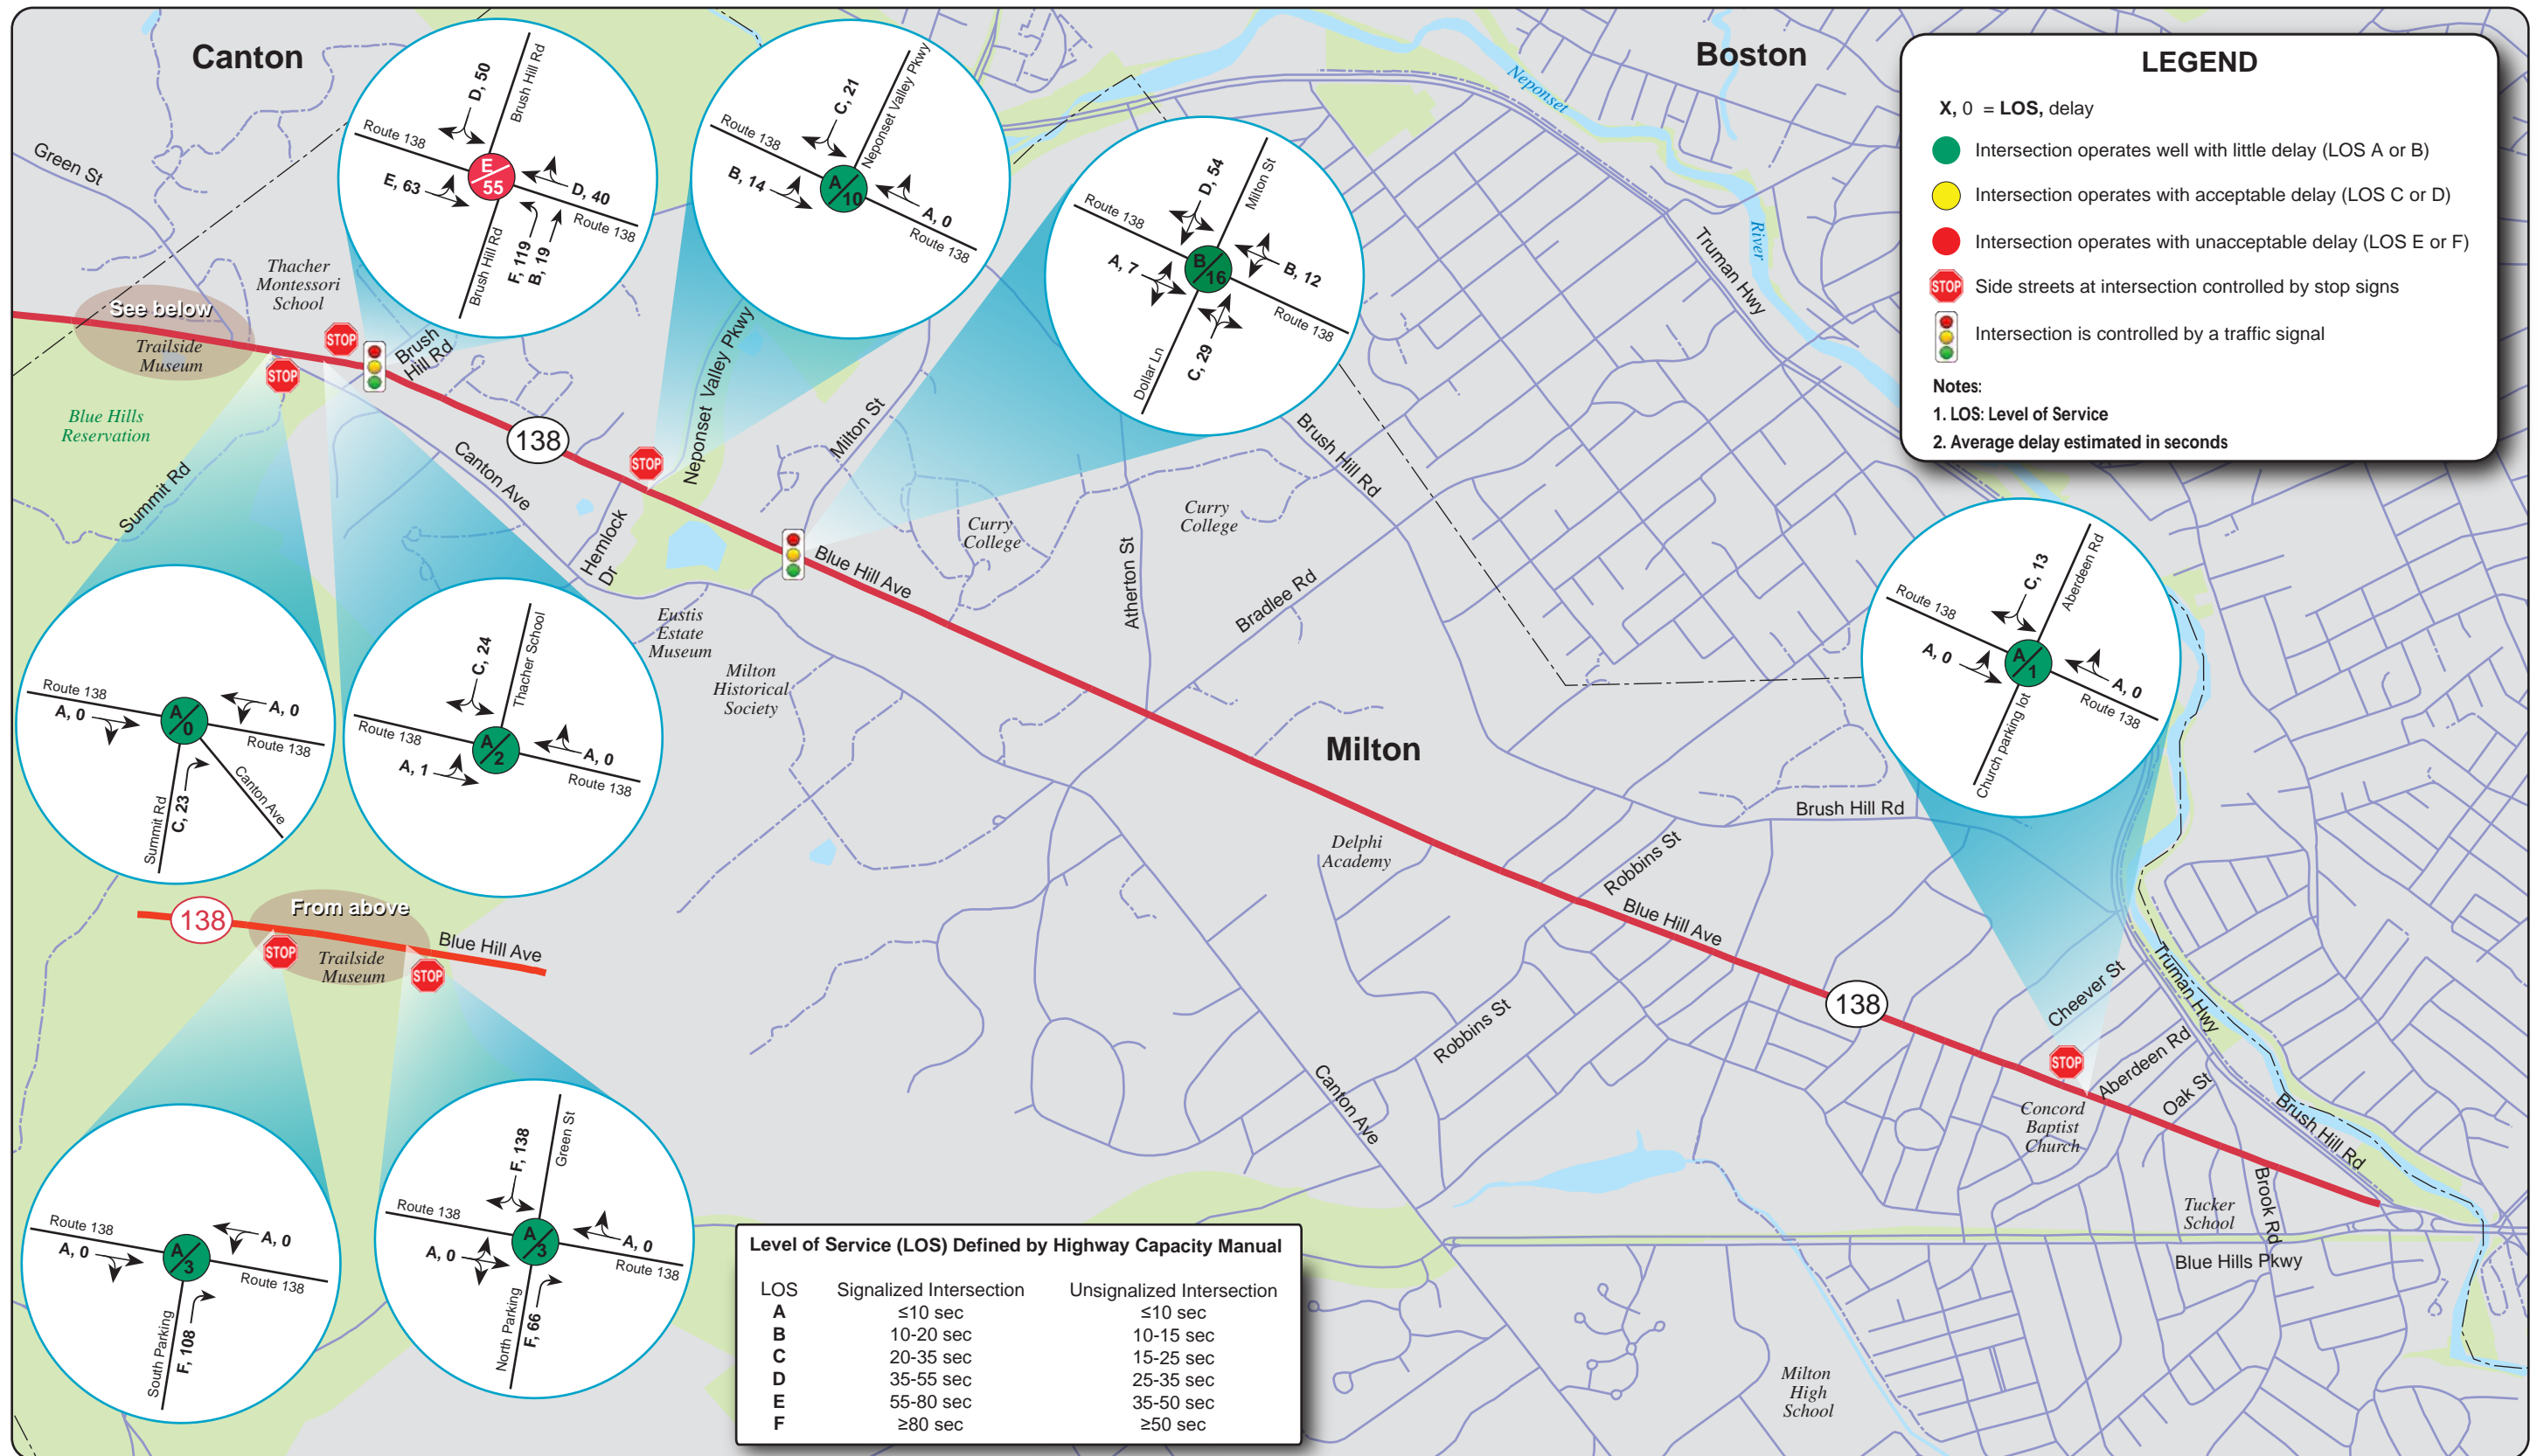 Canton
Boston
Milton
Green St
See below
Trailside
Museum
Thacher
Montessori
School
Blue Hills
Reservation
Summit Rd
STOP
STOP
Brush
Hill Rd
138
Canton Ave
Hemlock
Dr
STOP
Neponset Valley Pkwy
Milton St
Blue Hill Ave
Eustis
Estate
Museum
Milton
Historical
Society
Curry
College
Curry
College
Atherton St
Bradlee Rd
Brush Hill Rd
Neponset
River
Truman Hwy
Brush Hill Rd
Delphi
Academy
Robbins St
Robbins St
Blue Hill Ave
138
Canton Ave
Cheever St
Truman Hwy
STOP
Aberdeen Rd
Oak St
Concord
Baptist
Church
Brush Hill Rd
Brook Rd
Tucker
School
Blue Hills Pkwy
Milton
High
School
138
From above
Blue Hill Ave
STOP
Trailside
Museum
STOP
D, 50
Brush Hill Rd
Route 138
E, 63
E
55
D, 40
Route 138
F, 119
B, 19
Brush Hill Rd
C, 21
Neponset Valley Pkwy
Route 138
B, 14
A
10
A, 0
Route 138
D, 54
Milton St
Route 138
A, 7
B
16
B, 12
Route 138
Dollar Ln
C, 29
Route 138
A, 0
A
0
A, 0
Route 138
Summit Rd
C, 23
Canton Ave
C, 24
Thacher School
Route 138
A, 1
A
2
A, 0
Route 138
C, 13
Aberdeen Rd
Route 138
A, 0
A
1
A, 0
Route 138
Church parking lot
Route 138
A, 0
A
3
A, 0
Route 138
South Parking
F, 108
F, 138
Green St
Route 138
A, 0
A
3
A, 0
Route 138
North Parking
F, 66
LEGEND
X, 0 = LOS, delay
Intersection operates well with little delay (LOS A or B)
Intersection operates with acceptable delay (LOS C or D)
Intersection operates with unacceptable delay (LOS E or F)
STOP Side streets at intersection controlled by stop signs
Intersection is controlled by a traffic signal
Notes:
1. LOS: Level of Service
2. Average delay estimated in seconds
Level of Service (LOS) Defined by Highway Capacity Manual
LOS Signalized Intersection Unsignalized Intersection
A ≤10 sec ≤10 sec
B 10-20 sec 10-15 sec
C 20-35 sec 15-25 sec
D 35-55 sec 25-35 sec
E 55-80 sec 35-50 sec
F ≥80 sec ≥50 sec